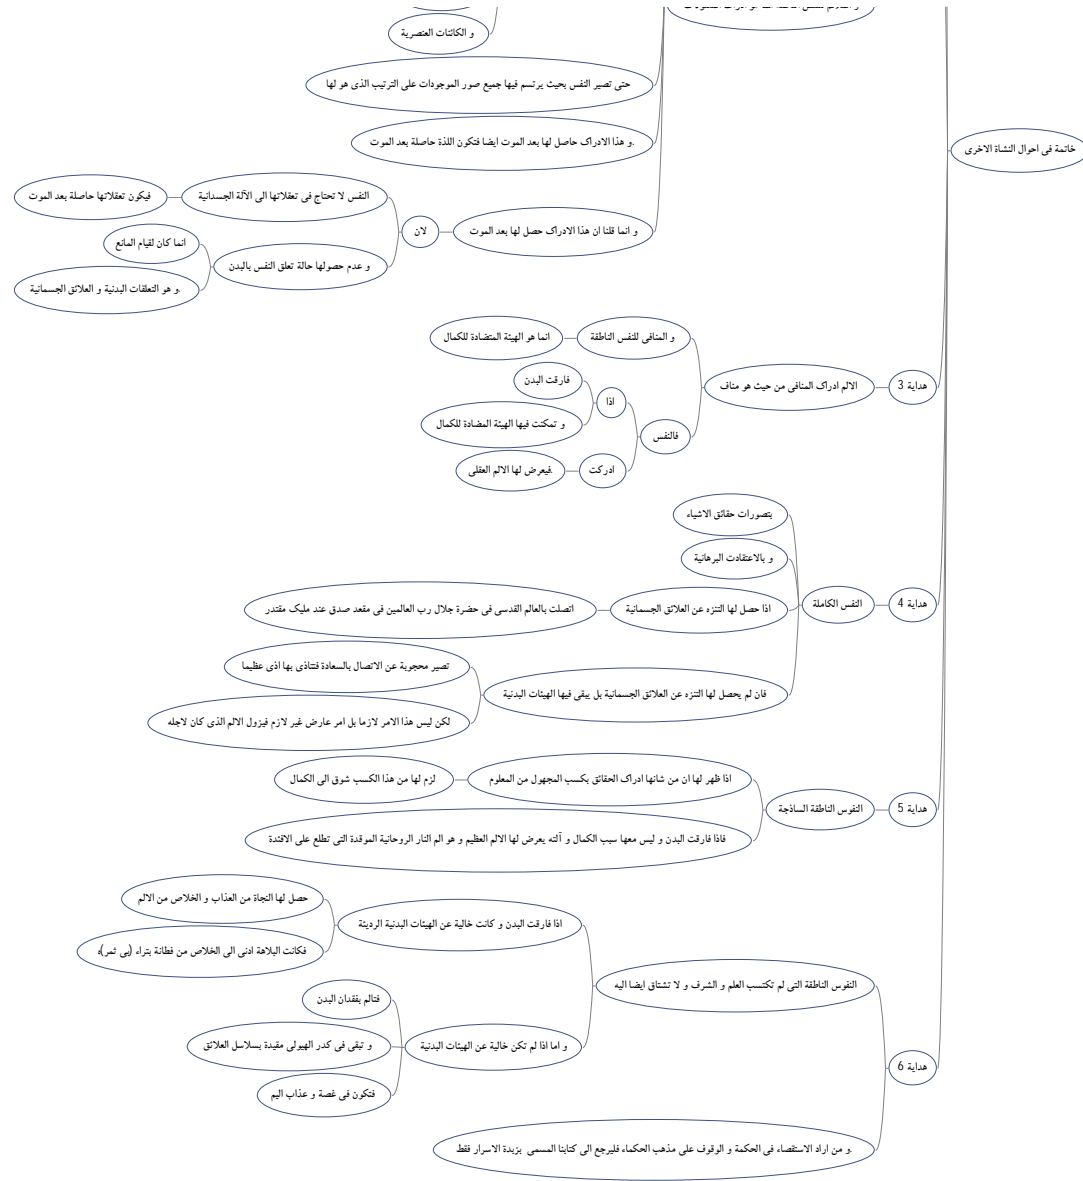 خاتمة فى احوال النشاة الاخرى
و الكائنات العنصرية
حتى تصير النفس بحيث يرتسم فيها جميع صور الموجودات على الترتيب الذى هو لها
و هذا الادراک حاصل لها بعد الموت ايضا فتكون اللذة حاصلة بعد الموت.
و انما قلنا ان هذا الادراک حصل لها بعد الموت
لان
النفس لا تحتاج فى تعقلاتها الى الآلة الجسدانية
فيكون تعقلاتها حاصلة بعد الموت
و عدم حصولها حالة تعلق النفس بالبدن
انما كان لقيام المانع
و هو التعلقات البدنية و العلائق الجسمانية.
هداية 3
الالم ادراک المنافى من حيث هو مناف
و المنافى للنفس الناطقة
انما هو الهيئة المتضادة للكمال
فالنفس
اذا
فارقت البدن
و تمكنت فيها الهيئة المضادة للكمال
ادركت
فيعرض لها الالم العقلى.
هداية 4
النفس الكاملة
بتصورات حقائق الاشياء
و بالاعتقادت البرهانية
اذا حصل لها التنزه عن العلائق الجسمانية
اتصلت بالعالم القدسى فى حضرة جلال رب العالمين فى مقعد صدق عند مليک مقتدر
فان لم يحصل لها التنزه عن العلائق الجسمانية بل يبقى فيها الهيئات البدنية
تصير محجوبة عن الاتصال بالسعادة فتتاذى بها اذى عظيما
لكن ليس هذا الامر لازما بل امر عارض غير لازم فيزول الالم الذى كان لاجله
هداية 5
النفوس الناطقة الساذجة
اذا ظهر لها ان من شانها ادراک الحقائق بكسب المجهول من المعلوم
لزم لها من هذا الكسب شوق الى الكمال
فاذا فارقت البدن و ليس معها سبب الكمال و آلته يعرض لها الالم العظيم و هو الم النار الروحانية الموقدة التى تطلع على الافئدة
هداية 6
النفوس الناطقة التى لم تكتسب العلم و الشرف و لا تشتاق ايضا اليه
اذا فارقت البدن و كانت خالية عن الهيئات البدنية الرديئة
حصل لها النجاة من العذاب و الخلاص من الالم
فكانت البلاهة ادنى الى الخلاص من فطانة بتراء (بى ثمر)ه
و اما اذا لم تكن خالية عن الهيئات البدنية
فتالم بفقدان البدن
و تبقى فى كدر الهيولى مقيدة بسلاسل العلائق
فتكون فى غصة و عذاب اليم
و من اراد الاستقصاء فى الحكمة و الوقوف على مذهب الحكماء فليرجع الى كتابنا المسمى بزبدة الاسرار فقط.